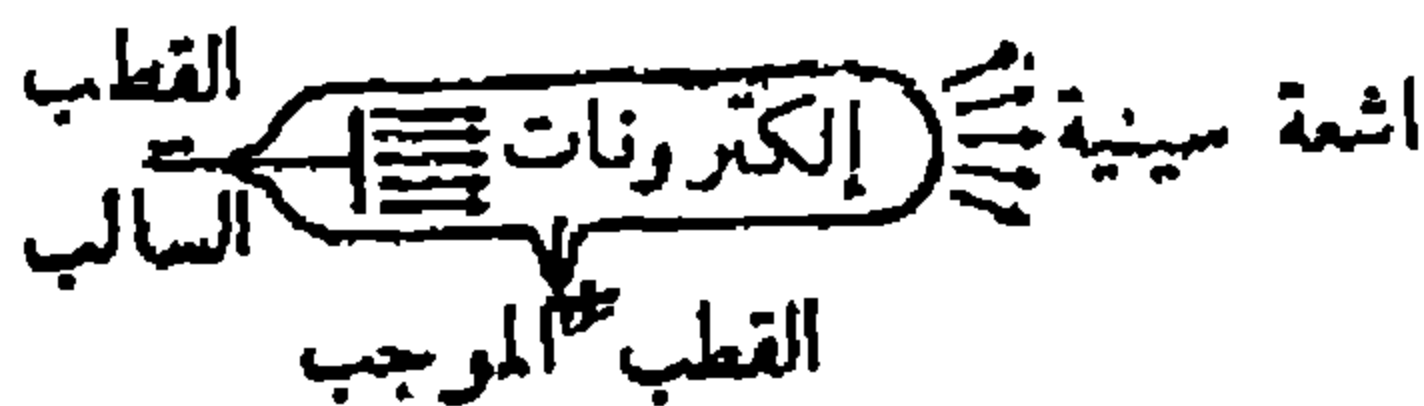 القطب
السالب
إلكترونات
اشعة سينية
القطب الموجب